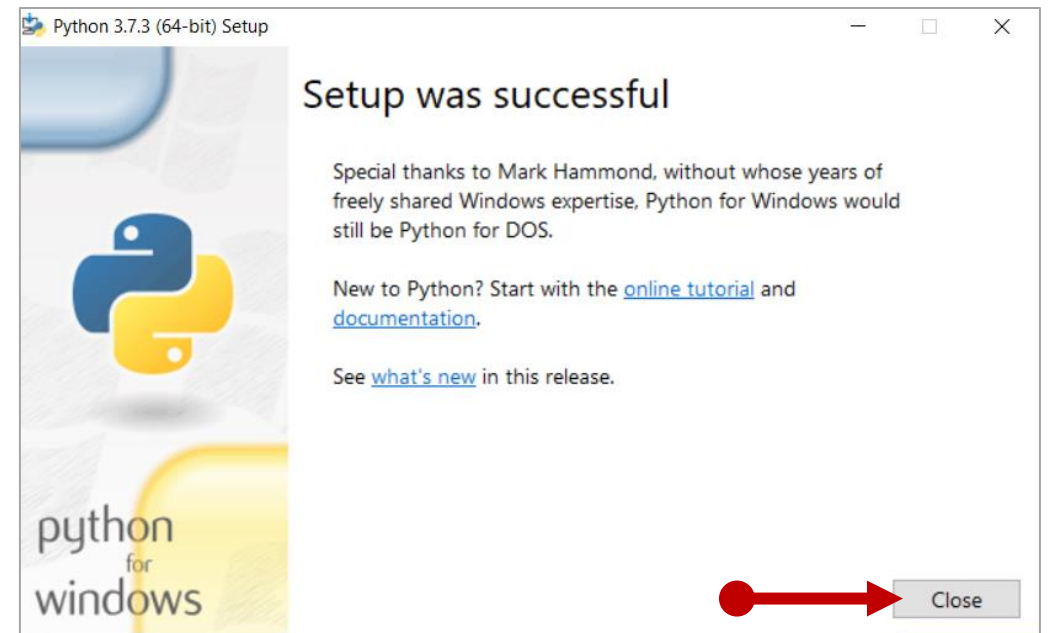 Python 3.7.3 (64-bit) Setup
Setup was successful
Special thanks to Mark Hammond, without whose years of
freely shared Windows expertise, Python for Windows would
still be Python for DOS.
New to Python? Start with the online tutorial and
documentation.
See what's new in this release.
python
for
windows
Close